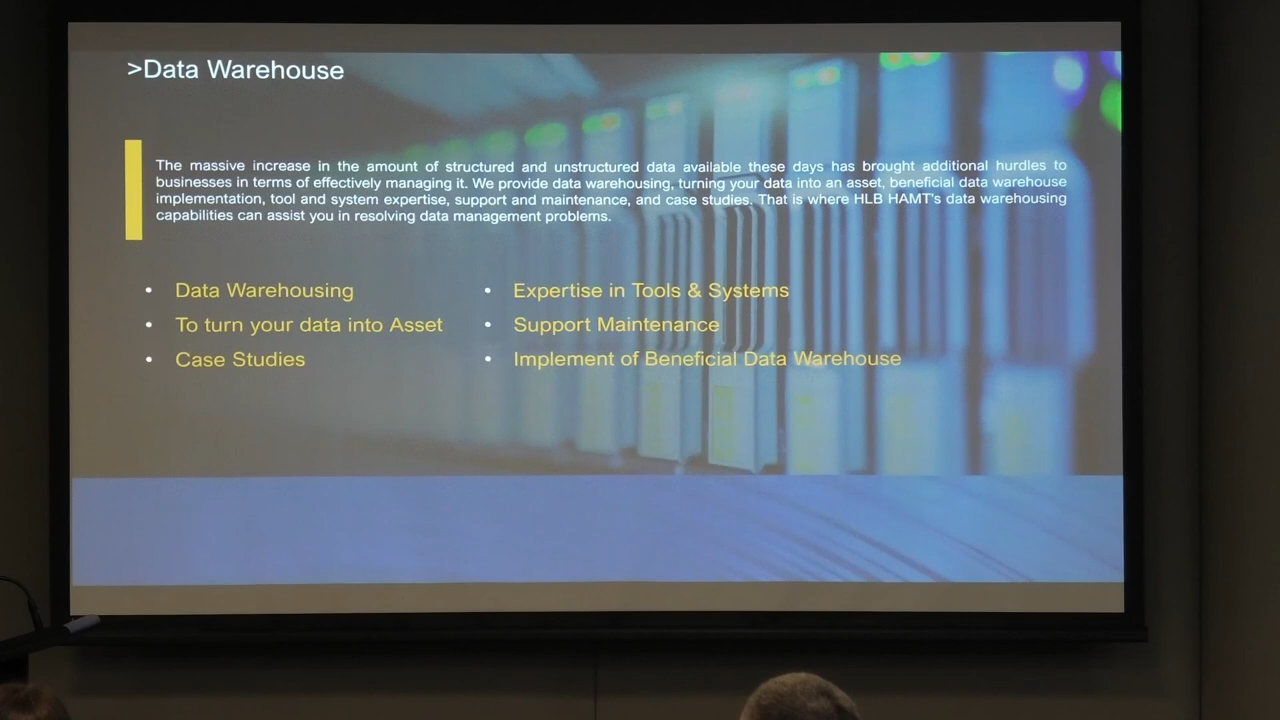 >Data Warehouse
The massive increase in the amount of structured and unstructured data available these days has brought additional hurdles to
businesses in terms of effectively managing it. We provide data warehousing, turning your data into an asset, beneficial data warehouse
implementation, tool and system expertise, support and maintenance, and case studies. That is where HLB HAMT's data warehousing
capabilities can assist you in resolving data management problems.
• Data Warehousing
• To turn your data into Asset
• Case Studies
• Expertise in Tools & Systems
• Support Maintenance
• Implement of Beneficial Data Warehouse